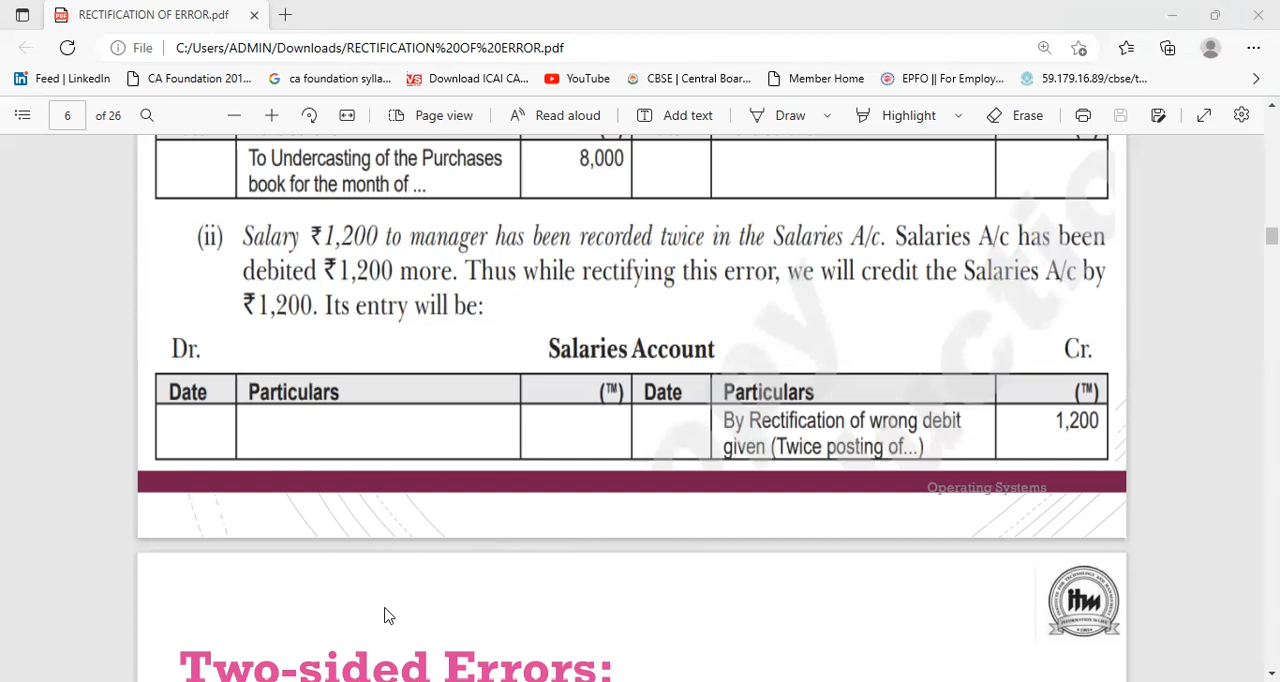 RECTIFICATION OF ERROR.pdf
File C:/Users/ADMIN/Downloads/RECTIFICATION%20OF%20ERROR.pdf
Feed | LinkedIn CA Foundation 201... ca foundation sylla... Download ICAI CA... YouTube CBSE | Central Boar... Member Home EPFO || For Employ... 59.179.16.89/cbse/t...
6 of 26 Page view Read aloud Add text Draw Highlight Erase
To Undercasting of the Purchases 8,000
book for the month of ...
(ii) Salary ₹1,200 to manager has been recorded twice in the Salaries A/c. Salaries A/c has been
debited ₹1,200 more. Thus while rectifying this error, we will credit the Salaries A/c by
₹1,200. Its entry will be:
Dr. Salaries Account Cr.
Date Particulars (™) Date Particulars (™)
By Rectification of wrong debit 1,200
given (Twice posting of...)
Operating Systems
itm
Two-sided Errors: